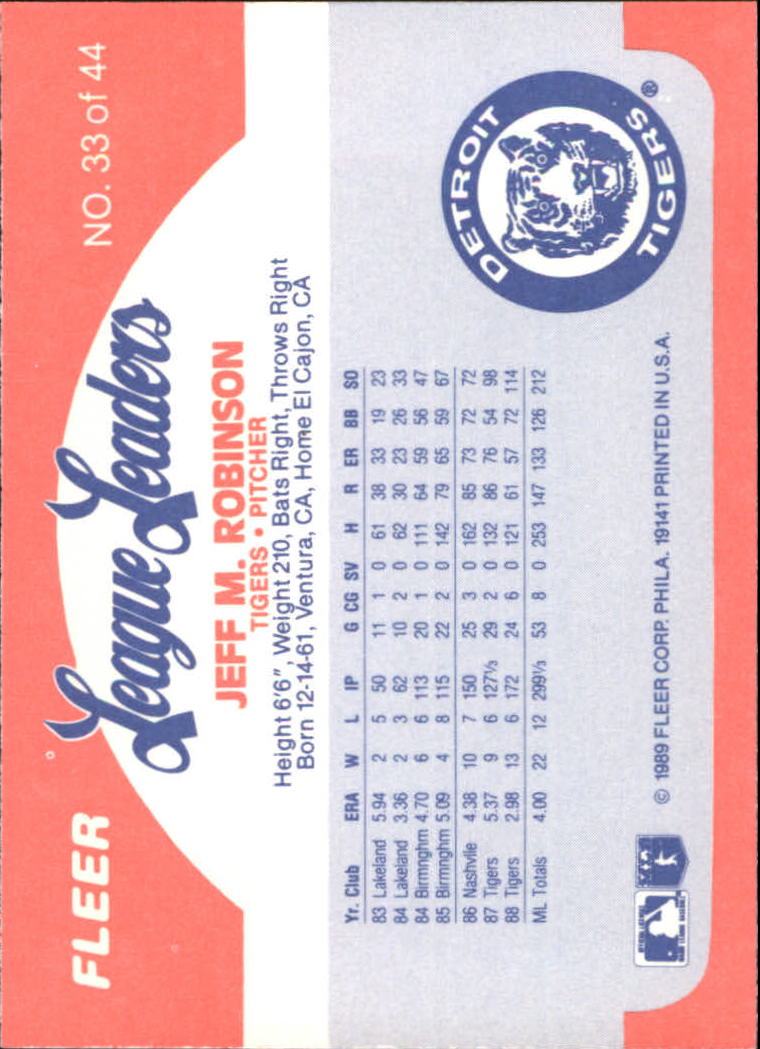 FLEER
NO. 33 of 44
League Leaders
JEFF M. ROBINSON
TIGERS • PITCHER
Height 6'6", Weight 210, Bats Right, Throws Right
Born 12-14-61, Ventura, CA, Home El Cajon, CA
Yr. Club ERA W L IP G CG SV H R ER BB SO
83 Lakeland 5.94 2 5 50 11 1 0 61 38 33 19 23
84 Lakeland 3.36 2 3 62 10 2 0 62 30 23 26 33
84 Birmnghm 4.70 6 6 113 20 1 0 111 64 59 56 47
85 Birmnghm 5.09 4 8 115 22 2 0 142 79 65 59 67
86 Nashville 4.38 10 7 150 25 3 0 162 85 73 72 72
87 Tigers 5.37 9 6 127⅓ 29 2 0 132 86 76 54 98
88 Tigers 2.98 13 6 172 24 6 0 121 61 57 72 114
ML Totals 4.00 22 12 299⅓ 53 8 0 253 147 133 126 212
DETROIT
TIGERS
®
© 1989 FLEER CORP. PHILA. 19141 PRINTED IN U.S.A.